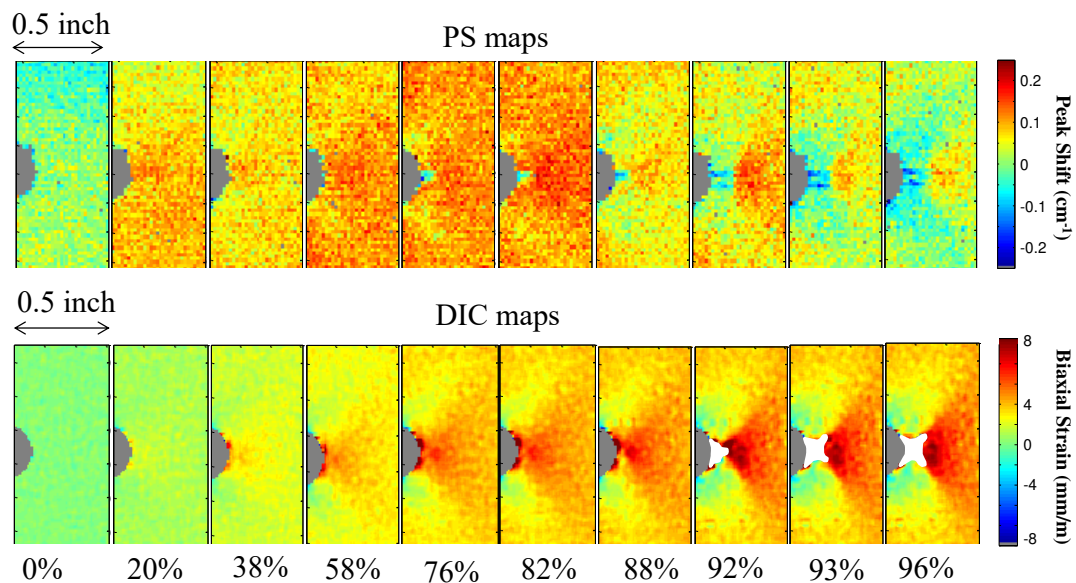 0.5 inch
PS maps
0.2
0.1
0
-0.1
-0.2
Peak Shift (cm⁻¹)
0.5 inch
DIC maps
8
4
0
-4
-8
Biaxial Strain (mm/m)
0% 20% 38% 58% 76% 82% 88% 92% 93% 96%